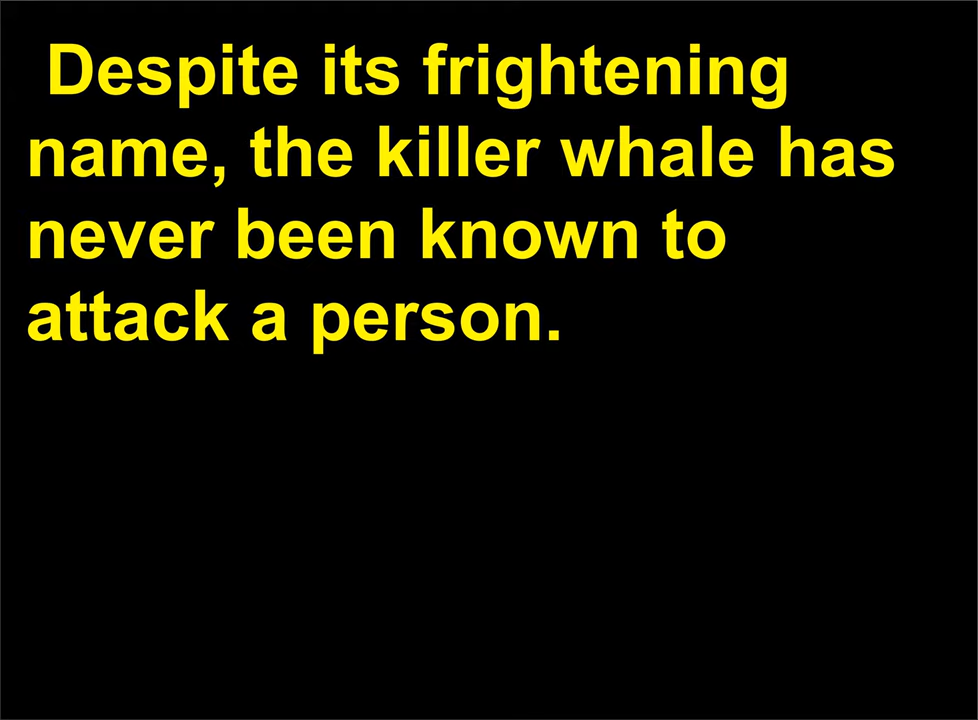 Despite its frightening
name, the killer whale has
never been known to
attack a person.